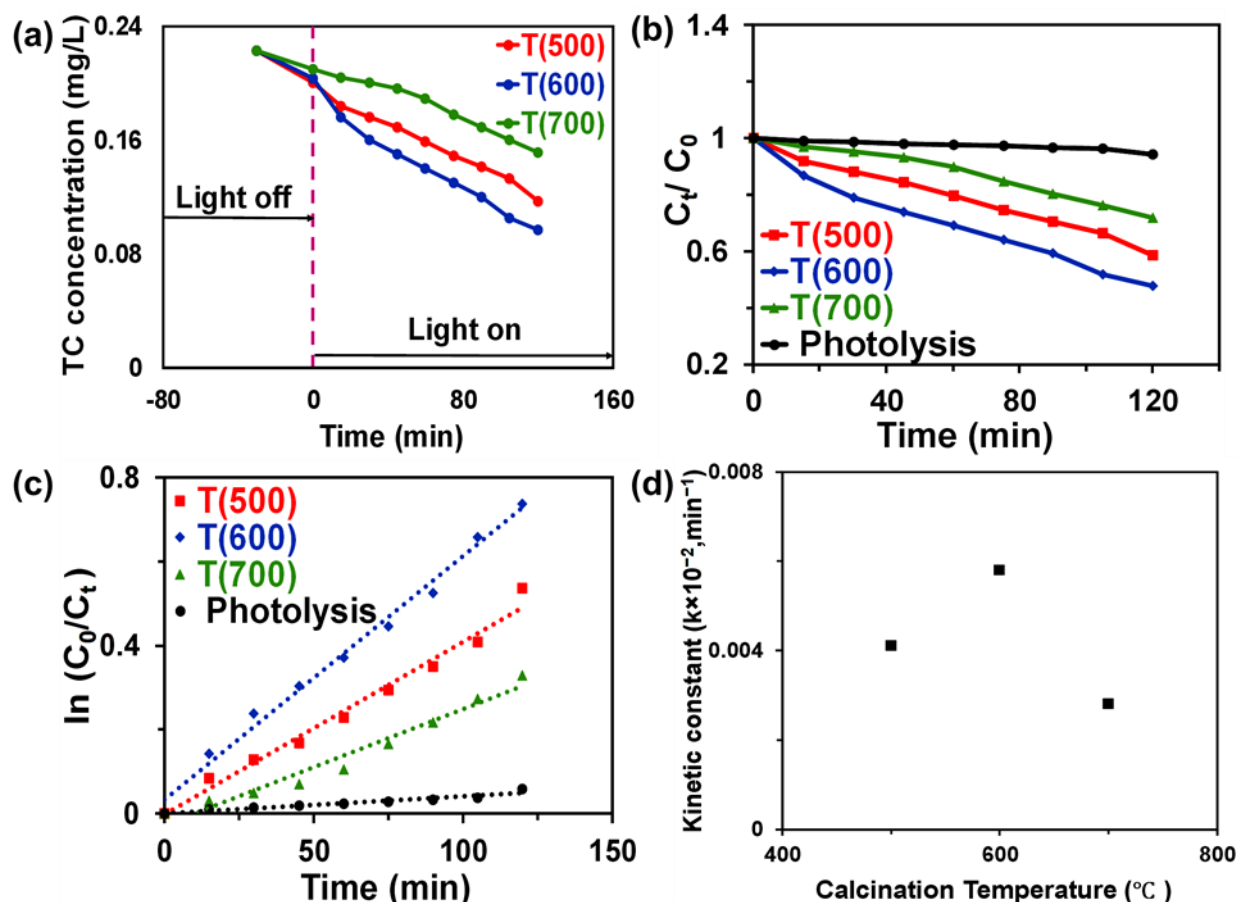 (a)
TC concentration (mg/L)
0.24
0.16
0.08
0
T(500)
T(600)
T(700)
Light off
Light on
-80
0
80
160
Time (min)
(b)
Cₜ/ C₀
1.4
1
0.6
0.2
T(500)
T(600)
T(700)
Photolysis
0
40
80
120
Time (min)
(c)
ln (C₀/Cₜ)
0.8
0.4
0
T(500)
T(600)
T(700)
Photolysis
0
50
100
150
Time (min)
(d)
Kinetic constant (k×10⁻²,min⁻¹)
0.008
0.004
0
400
600
800
Calcination Temperature (℃)